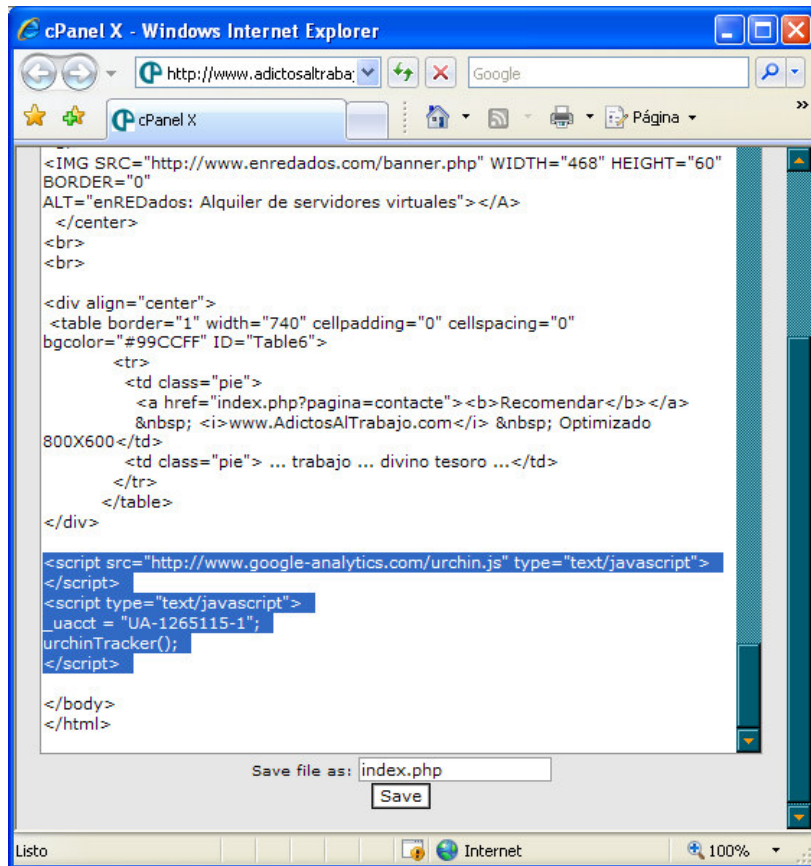 cPanel X - Windows Internet Explorer
http://www.adictosaltraba
Google
cPanel X
Página
»
<IMG SRC="http://www.enredados.com/banner.php" WIDTH="468" HEIGHT="60"
BORDER="0"
ALT="enREDados: Alquiler de servidores virtuales"></A>
</center>
<br>
<br>
<div align="center">
<table border="1" width="740" cellpadding="0" cellspacing="0"
bgcolor="#99CCFF" ID="Table6">
<tr>
<td class="pie">
<a href="index.php?pagina=contacte"><b>Recomendar</b></a>
&nbsp; <i>www.AdictosAlTrabajo.com</i> &nbsp; Optimizado
800X600</td>
<td class="pie"> ... trabajo ... divino tesoro ...</td>
</tr>
</table>
</div>
<script src="http://www.google-analytics.com/urchin.js" type="text/javascript">
</script>
<script type="text/javascript">
_uacct = "UA-1265115-1";
urchinTracker();
</script>
</body>
</html>
Save file as: index.php
Save
Listo
Internet
100%